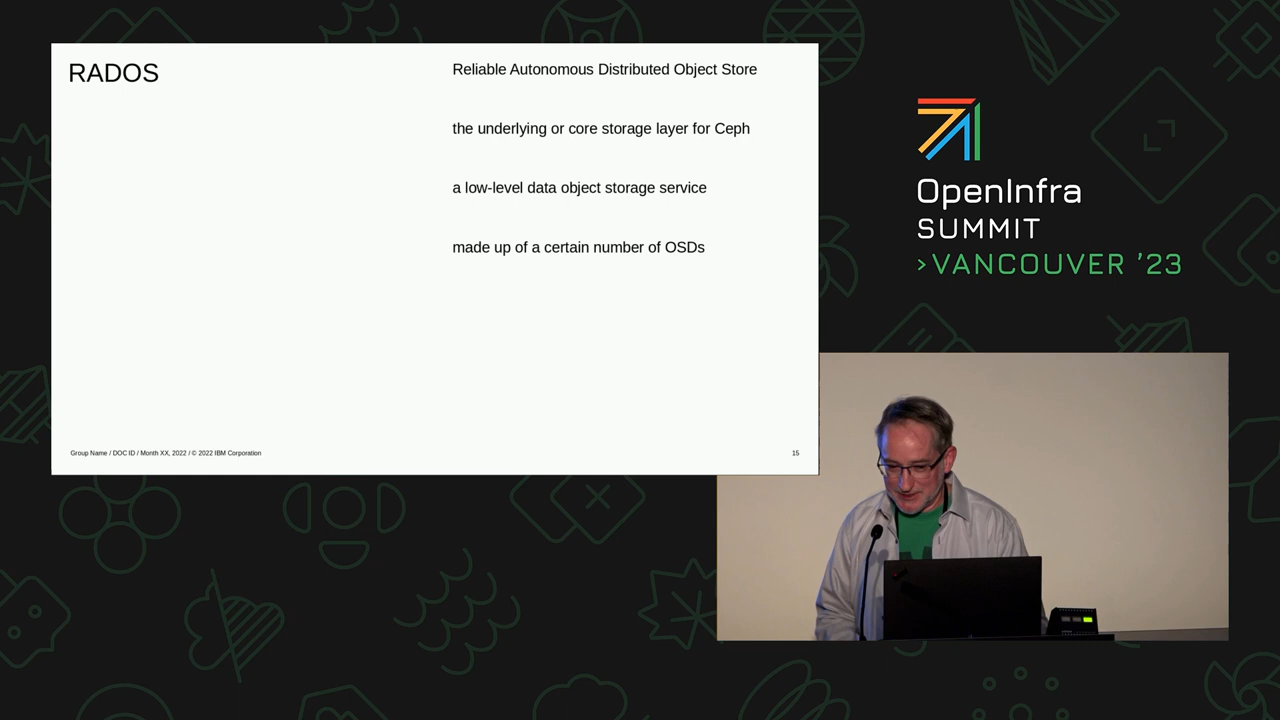 RADOS
Reliable Autonomous Distributed Object Store
the underlying or core storage layer for Ceph
a low-level data object storage service
made up of a certain number of OSDs
Group Name / DOC ID / Month XX, 2022 / © 2022 IBM Corporation
15
OpenInfra
SUMMIT
>VANCOUVER ’23